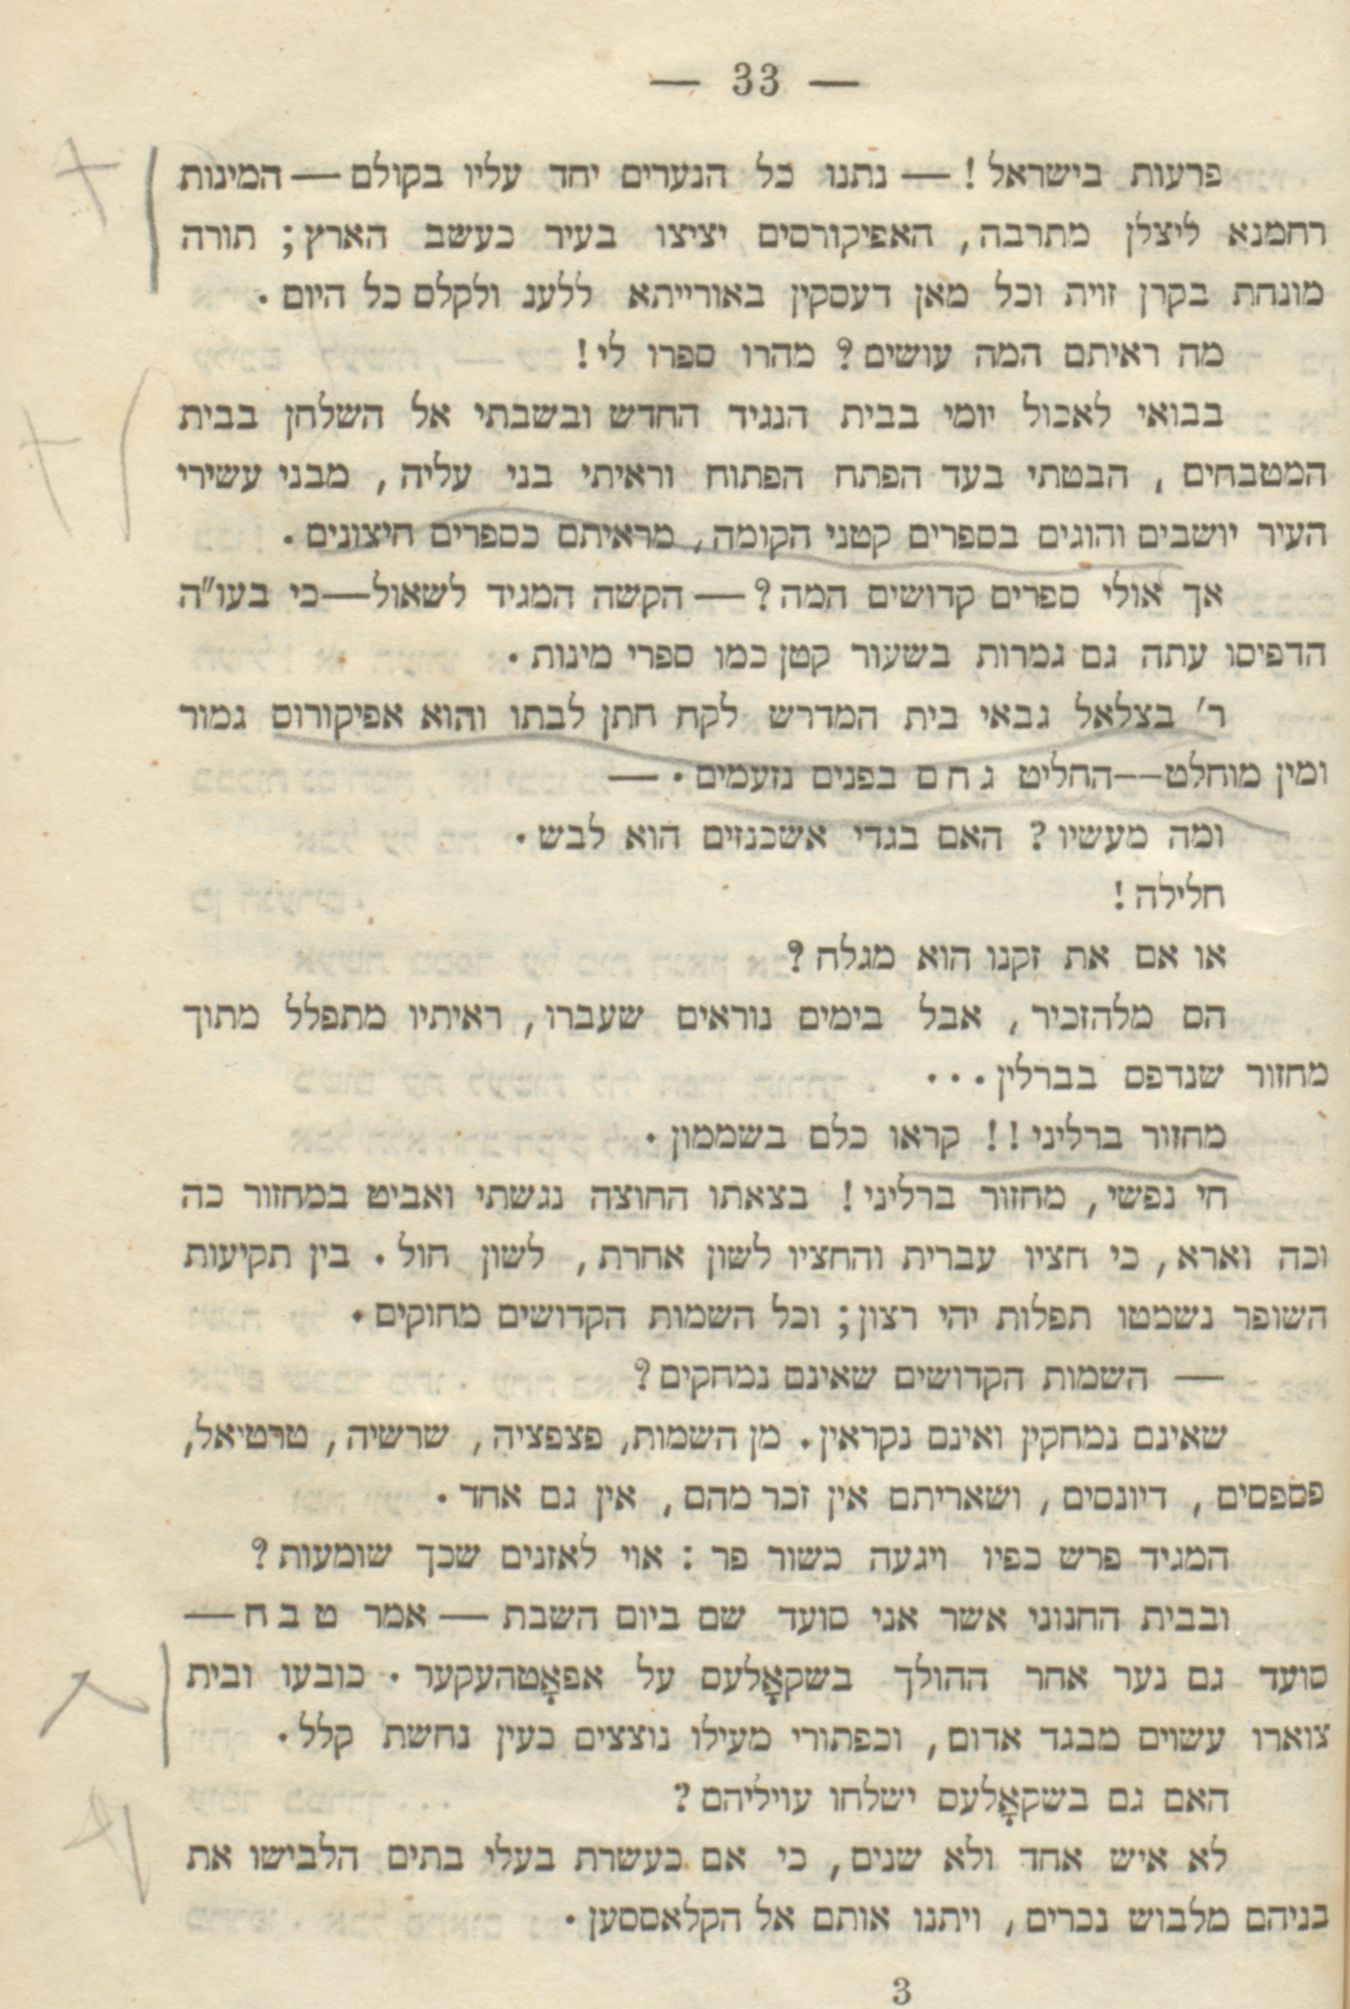 — 33 —
פרעות בישראל! — נתנו כל הנערים יחד עליו בקולם — המינות
רחמנא ליצלן מתרבה, האפיקורסים יציצו בעיר כעשב הארץ; תורה
מונחת בקרן זוית וכל מאן דעסקין באורייתא ללעג ולקלס כל היום.
מה ראיתם המה עושים? מהרו ספרו לי!
בבואי לאכול יומי בבית הנגיד החדש ובשבתי אל השלחן בבית
המטבחים, הבטתי בעד הפתח הפתוח וראיתי בני עליה, מבני עשירי
העיר יושבים והוגים בספרים קטני הקומה, מראיתם כספרים חיצונים.
אך אולי ספרים קדושים המה? — הקשה המגיד לשאול—כי בעו״ה
הדפיסו עתה גם גמרות בשעור קטן כמו ספרי מינות.
ר׳ בצלאל גבאי בית המדרש לקח חתן לבתו והוא אפיקורוס גמור
ומין מוחלט——החליט גחם בפנים נזעמים. —
ומה מעשיו? האם בגדי אשכנזים הוא לבש.
חלילה!
או אם את זקנו הוא מגלח?
הס מלהזכיר, אבל בימים נוראים שעברו, ראיתיו מתפלל מתוך
מחזור שנדפס בברלין...
מחזור ברליני!! קראו כלם בשממון.
חי נפשי, מחזור ברליני! בצאתו החוצה נגשתי ואביט במחזור כה
וכה וארא, כי חציו עברית והחציו לשון אחרת, לשון חול. בין תקיעות
השופר נשמטו תפלות יהי רצון; וכל השמות הקדושים מחוקים.
— השמות הקדושים שאינם נמחקים?
שאינם נמחקין ואינם נקראין. מן השמות, פצפציה, שרשיה, טרטיאל,
פספסים, דיונסים, ושאריתם אין זכר מהם, אין גם אחד.
המגיד פרש כפיו ויגעה כשור פר: אוי לאזנים שכך שומעות?
ובבית החנוני אשר אני סועד שם ביום השבת — אמר טבח —
סועד גם נער אחר ההולך בשקאָלעס על אפאָטהעקער. כובעו ובית
צוארו עשוים מבגד אדום, וכפתורי מעילו נוצצים כעין נחשת קלל.
האם גם בשקאָלעס ישלחו עויליהם?
לא איש אחד ולא שנים, כי אם כעשרת בעלי בתים הלבישו את
בניהם מלבוש נכרים, ויתנו אותם אל הקלאססען.
3